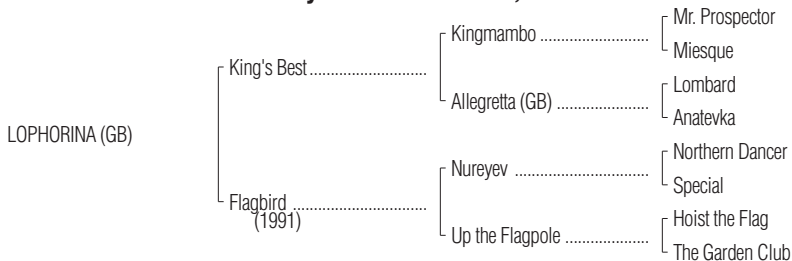 Mr. Prospector
Kingmambo ............................
Miesque
King's Best ..............................
Lombard
Allegretta (GB) ........................
Anatevka
LOPHORINA (GB)
Northern Dancer
Nureyev ...................................
Special
Flagbird ...................................
(1991)
Hoist the Flag
Up the Flagpole ......................
The Garden Club